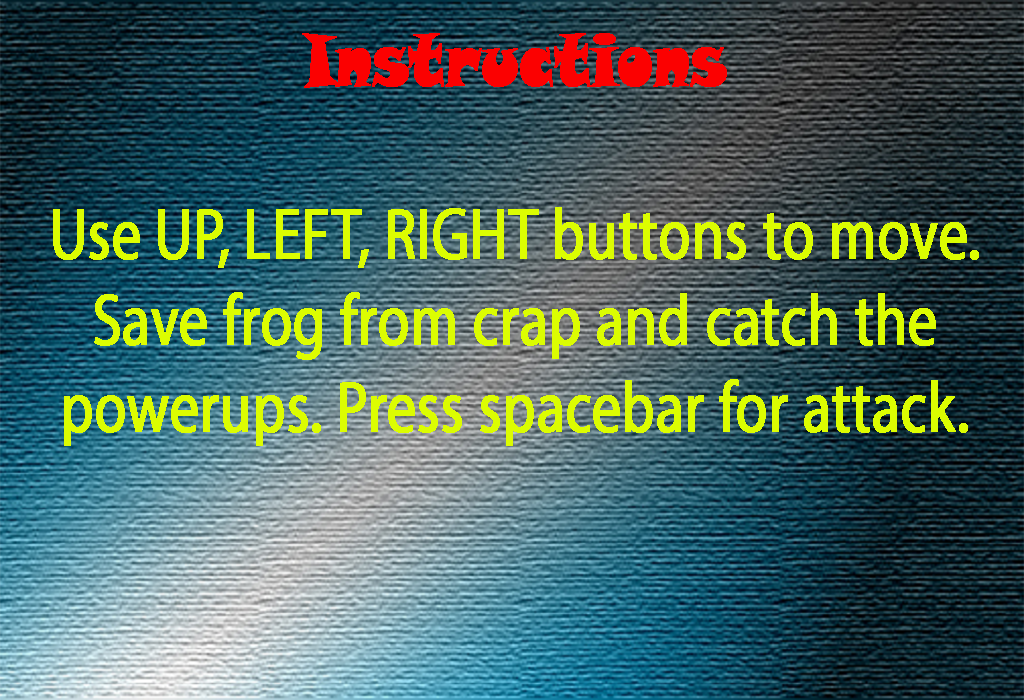 Instructions
Use UP, LEFT, RIGHT buttons to move.
Save frog from crap and catch the
powerups. Press spacebar for attack.